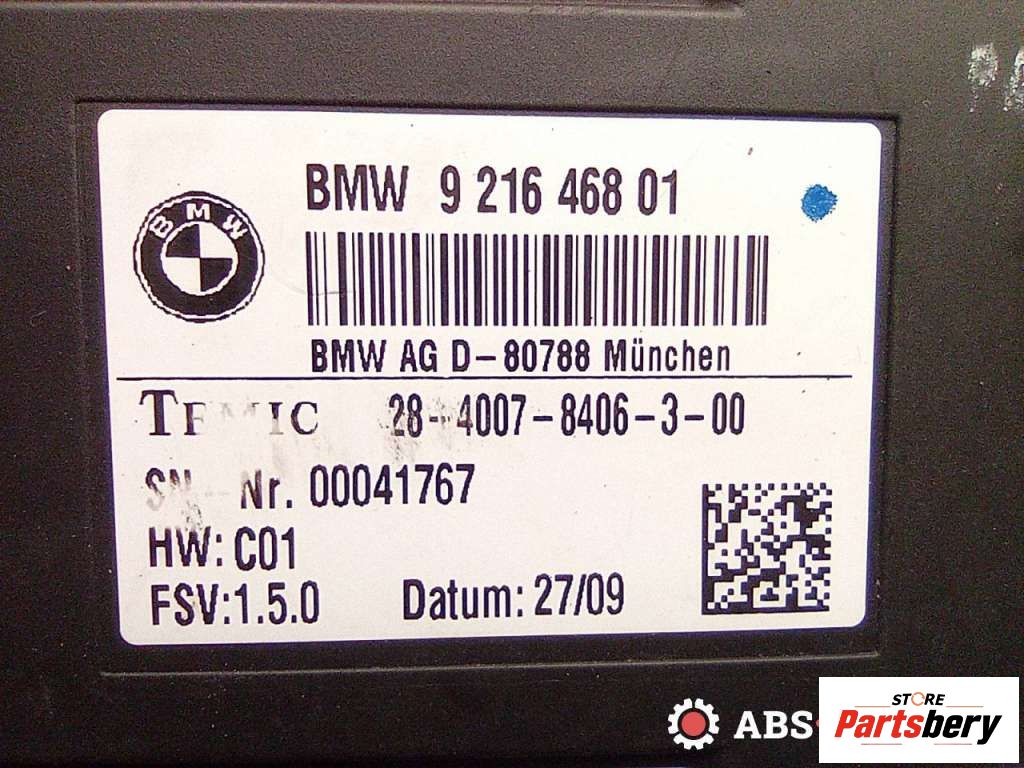 BMW 9 216 468 01
BMW
BMW AG D-80788 München
TEMIC 28-4007-8406-3-00
Nr. 00041767
HW: C01
FSV:1.5.0 Datum: 27/09
ABS-
STORE
Partsbery